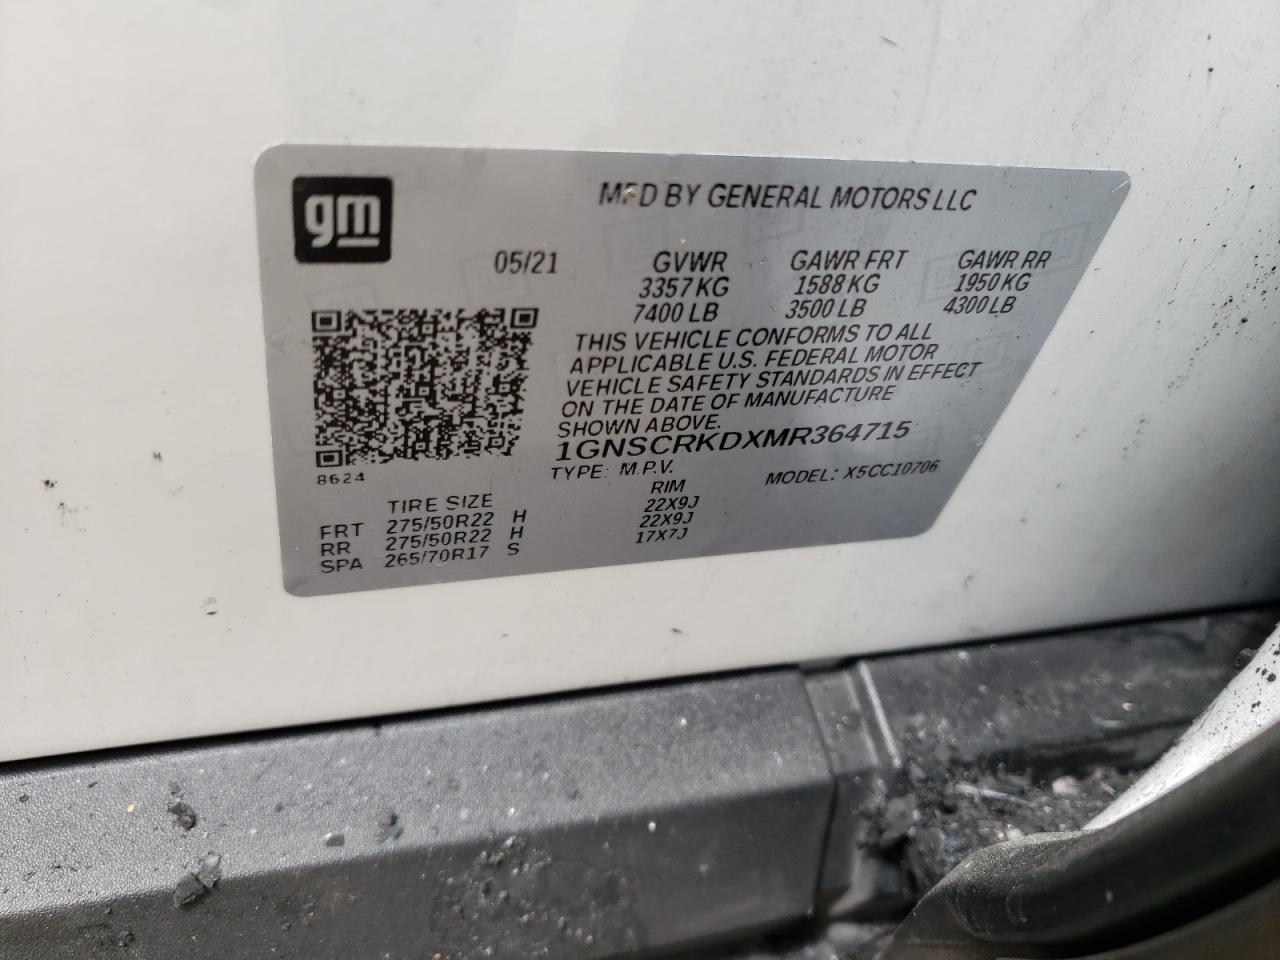 gm
MFD BY GENERAL MOTORS LLC
05/21 GVWR GAWR FRT GAWR RR
3357 KG 1588 KG 1950 KG
7400 LB 3500 LB 4300 LB
THIS VEHICLE CONFORMS TO ALL
APPLICABLE U.S. FEDERAL MOTOR
VEHICLE SAFETY STANDARDS IN EFFECT
ON THE DATE OF MANUFACTURE
SHOWN ABOVE.
1GNSCRKDXMR364715
8624
TYPE: M.P.V. MODEL: X5CC10706
TIRE SIZE RIM
FRT 275/50R22 H 22X9J
RR 275/50R22 H 22X9J
SPA 265/70R17 S 17X7J